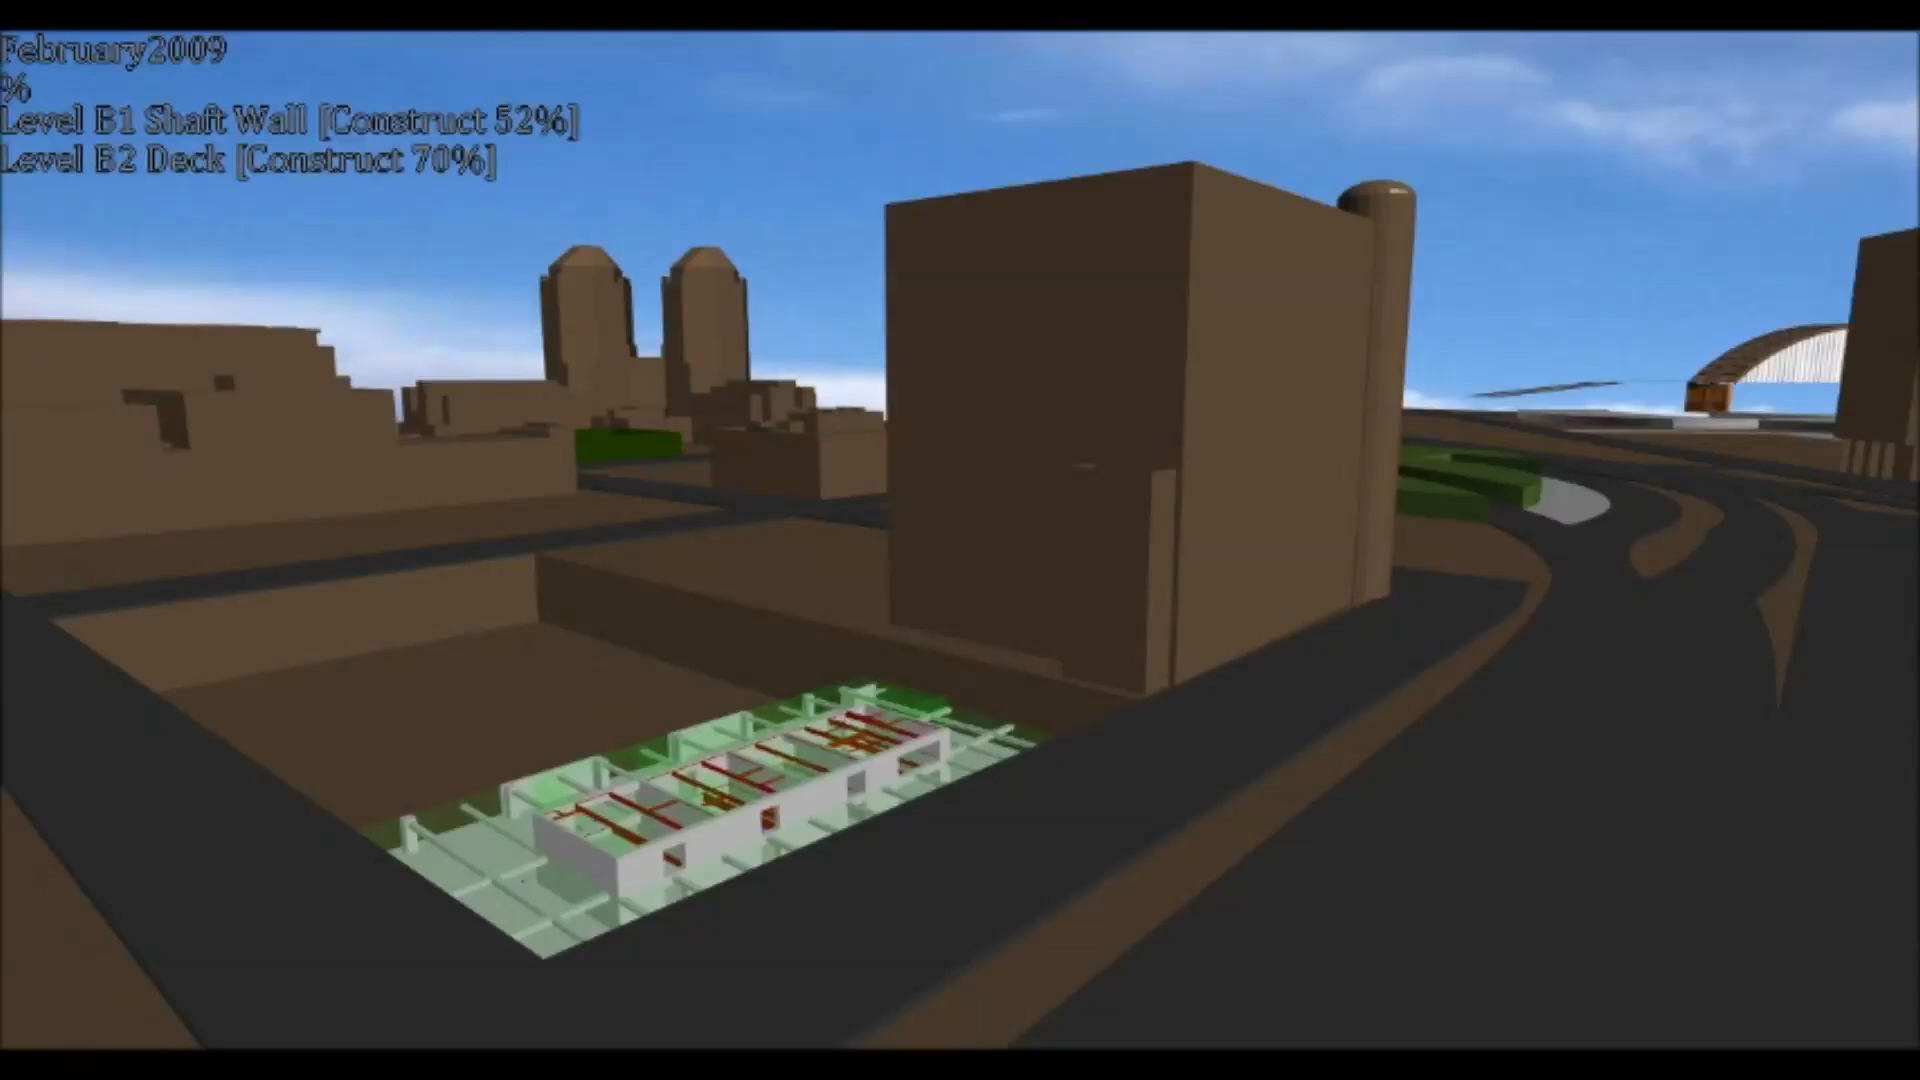 February2009
%
Level B1 Shaft Wall [Construct 52%]
Level B2 Deck [Construct 70%]